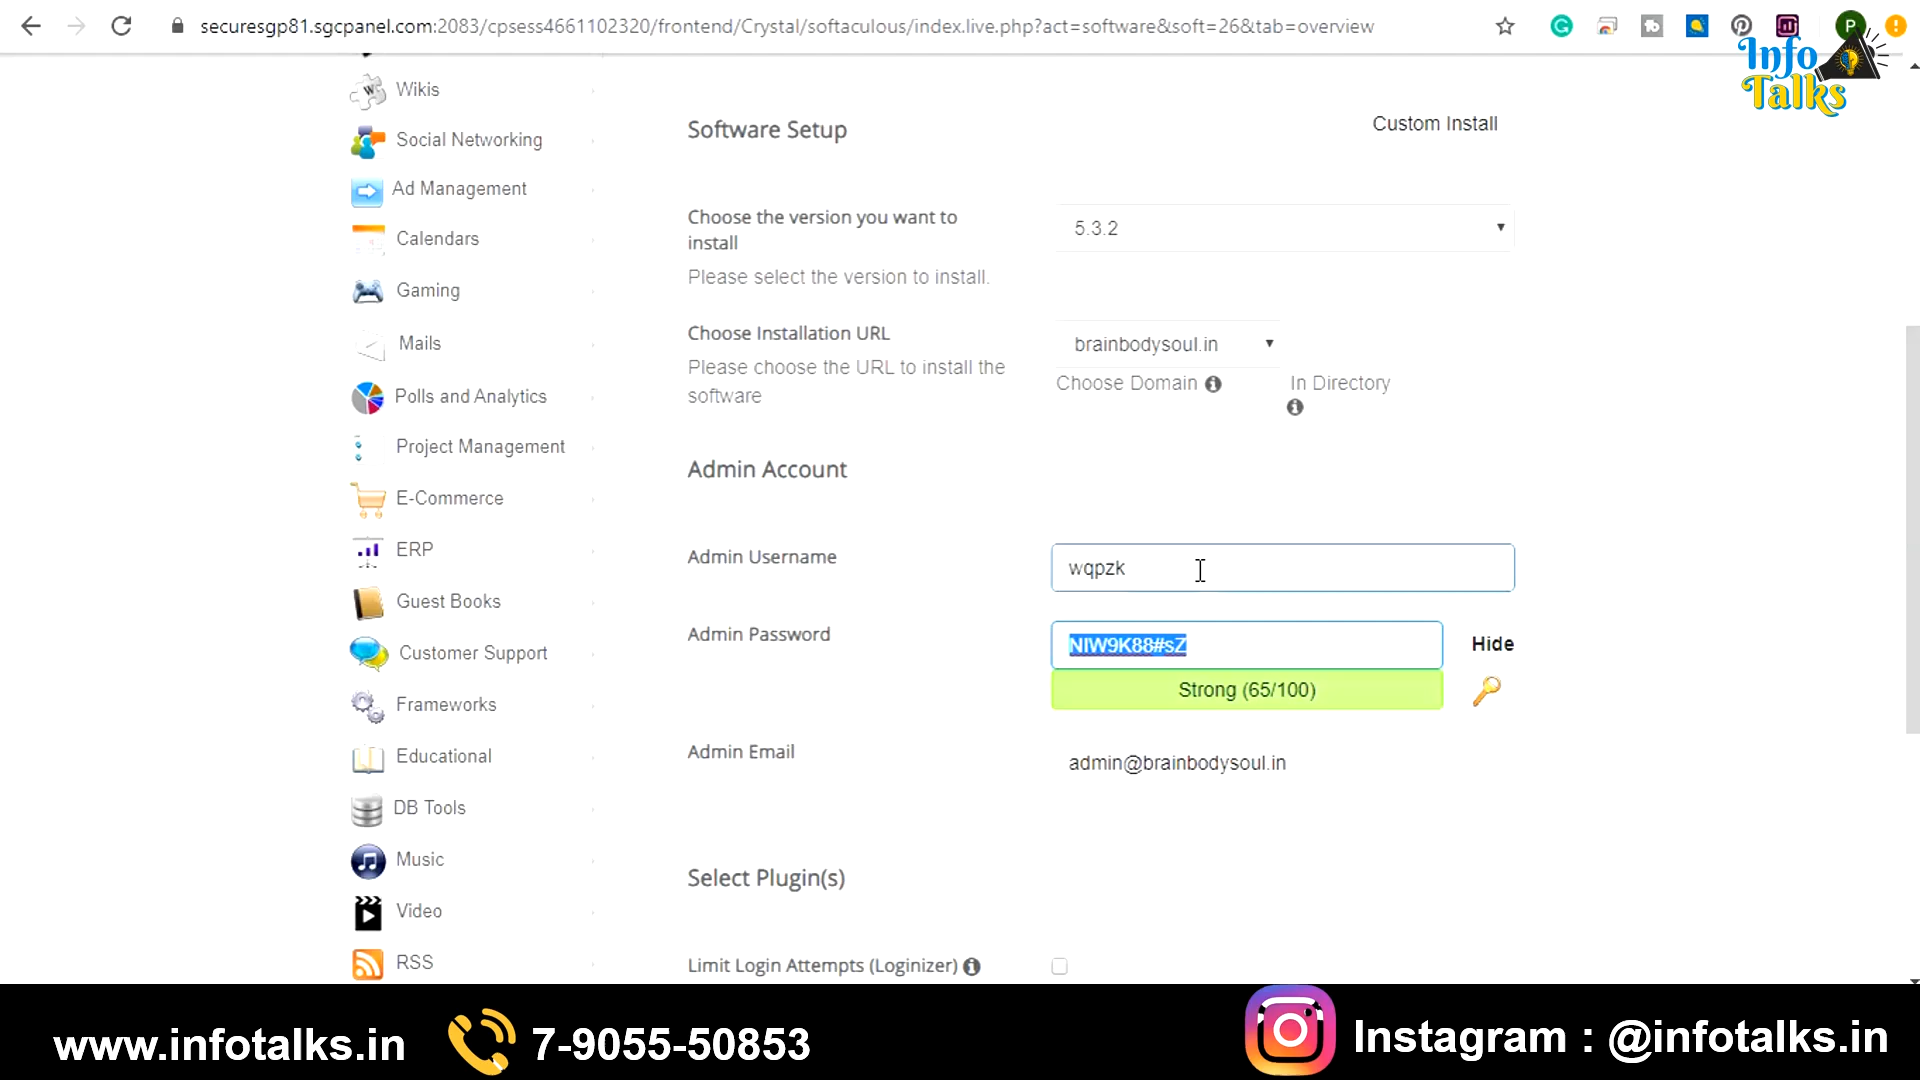 securesgp81.sgcpanel.com:2083/cpsess4661102320/frontend/Crystal/softaculous/index.live.php?act=software&soft=26&tab=overview
P
Info
Talks
Wikis
Social Networking
Ad Management
Calendars
Gaming
Mails
Polls and Analytics
Project Management
E-Commerce
ERP
Guest Books
Customer Support
Frameworks
Educational
DB Tools
Music
Video
RSS
Software Setup
Custom Install
Choose the version you want to
install
5.3.2
Please select the version to install.
Choose Installation URL
brainbodysoul.in
Please choose the URL to install the
software
Choose Domain
In Directory
Admin Account
Admin Username
wqpzk
Admin Password
NIW9K88#sZ
Hide
Strong (65/100)
Admin Email
admin@brainbodysoul.in
Select Plugin(s)
Limit Login Attempts (Loginizer)
www.infotalks.in
7-9055-50853
Instagram : @infotalks.in